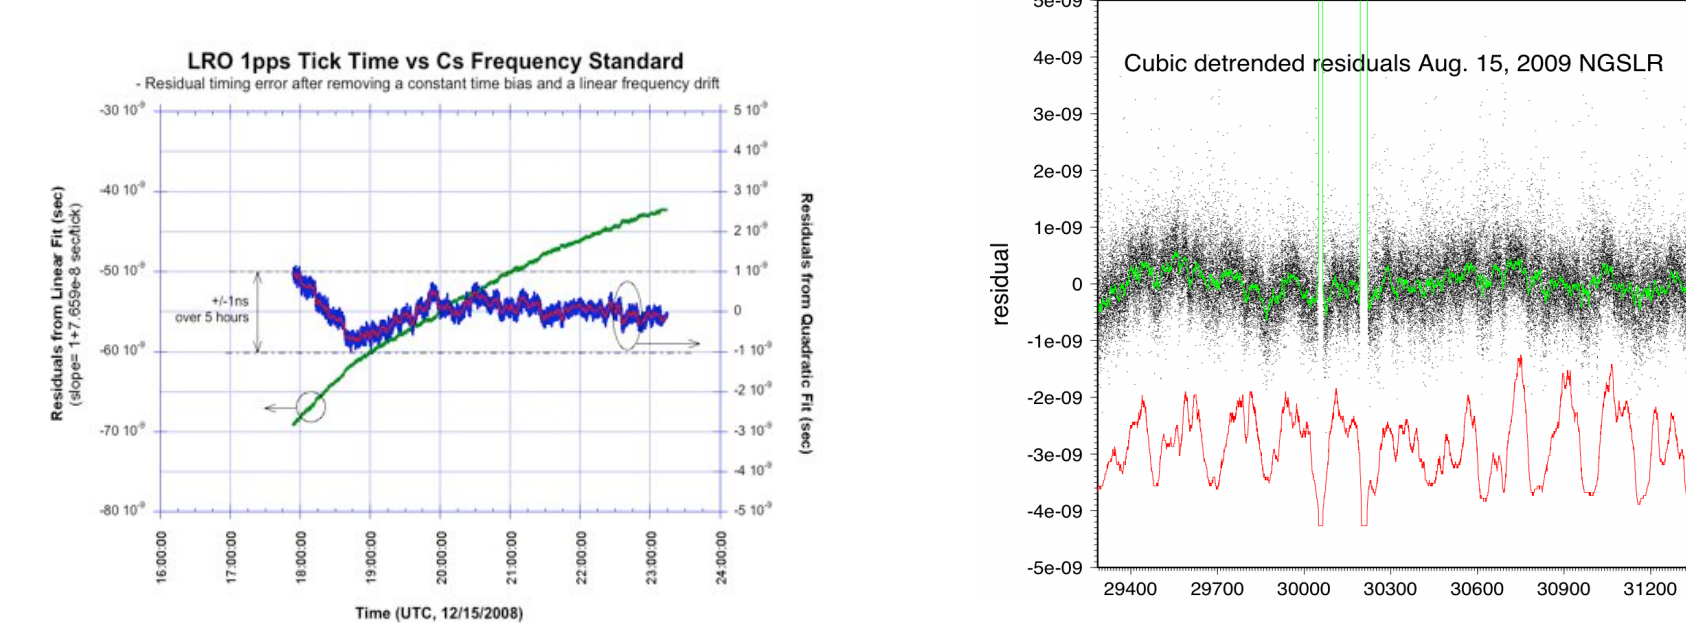 LRO 1pps Tick Time vs Cs Frequency Standard
- Residual timing error after removing a constant time bias and a linear frequency drift
-30 10⁻⁹
-40 10⁻⁹
-50 10⁻⁹
-60 10⁻⁹
-70 10⁻⁹
-80 10⁻⁹
Residuals from Linear Fit (sec)
(slope= 1+7.659e-8 sec/tick)
+/-1ns
over 5 hours
5 10⁻⁹
4 10⁻⁹
3 10⁻⁹
2 10⁻⁹
1 10⁻⁹
0
-1 10⁻⁹
-2 10⁻⁹
-3 10⁻⁹
-4 10⁻⁹
-5 10⁻⁹
Residuals from Quadratic Fit (sec)
16:00:00
17:00:00
18:00:00
19:00:00
20:00:00
21:00:00
22:00:00
23:00:00
24:00:00
Time (UTC, 12/15/2008)
5e-09
4e-09
3e-09
2e-09
1e-09
0
-1e-09
-2e-09
-3e-09
-4e-09
-5e-09
residual
Cubic detrended residuals Aug. 15, 2009 NGSLR
29400
29700
30000
30300
30600
30900
31200